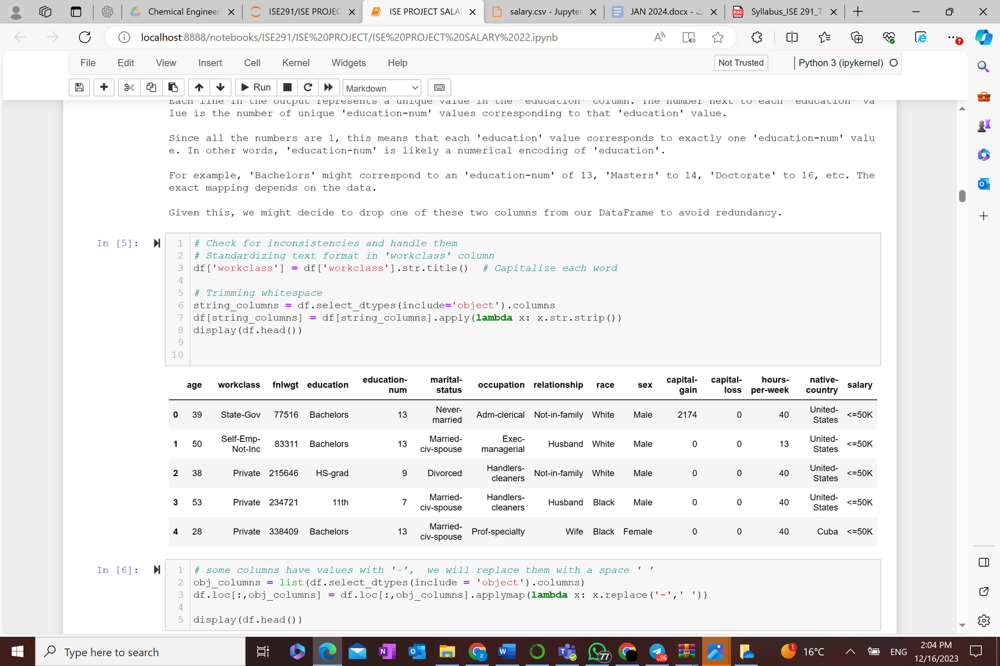 Chemical Engineer
ISE291/ISE PROJEC
ISE PROJECT SALA
salary.csv - Jupyter
JAN 2024.docx -
Syllabus_ISE 291_T
localhost:8888/notebooks/ISE291/ISE%20PROJECT/ISE%20PROJECT%20SALARY%2022.ipynb
File Edit View Insert Cell Kernel Widgets Help
Not Trusted
Python 3 (ipykernel)
Run
Markdown
Each line in the output represents a unique value in the 'education' column. The number next to each 'education' va
lue is the number of unique 'education-num' values corresponding to that 'education' value.
Since all the numbers are 1, this means that each 'education' value corresponds to exactly one 'education-num' valu
e. In other words, 'education-num' is likely a numerical encoding of 'education'.
For example, 'Bachelors' might correspond to an 'education-num' of 13, 'Masters' to 14, 'Doctorate' to 16, etc. The
exact mapping depends on the data.
Given this, we might decide to drop one of these two columns from our DataFrame to avoid redundancy.
In [5]:
1 # Check for inconsistencies and handle them
2 # Standardizing text format in 'workclass' column
3 df['workclass'] = df['workclass'].str.title()  # Capitalize each word
4
5 # Trimming whitespace
6 string_columns = df.select_dtypes(include='object').columns
7 df[string_columns] = df[string_columns].apply(lambda x: x.str.strip())
8 display(df.head())
9
10
age workclass fnlwgt education education-num marital-status occupation relationship race sex capital-gain capital-loss hours-per-week native-country salary
0 39 State-Gov 77516 Bachelors 13 Never-married Adm-clerical Not-in-family White Male 2174 0 40 United-States <=50K
1 50 Self-Emp-Not-Inc 83311 Bachelors 13 Married-civ-spouse Exec-managerial Husband White Male 0 0 13 United-States <=50K
2 38 Private 215646 HS-grad 9 Divorced Handlers-cleaners Not-in-family White Male 0 0 40 United-States <=50K
3 53 Private 234721 11th 7 Married-civ-spouse Handlers-cleaners Husband Black Male 0 0 40 United-States <=50K
4 28 Private 338409 Bachelors 13 Married-civ-spouse Prof-specialty Wife Black Female 0 0 40 Cuba <=50K
In [6]:
1 # some columns have values with '-',  we will replace them with a space ' '
2 obj_columns = list(df.select_dtypes(include = 'object').columns)
3 df.loc[:,obj_columns] = df.loc[:,obj_columns].applymap(lambda x: x.replace('-',' '))
4
5 display(df.head())
Type here to search
77
..16
1
16°C
ENG
2:04 PM
12/16/2023